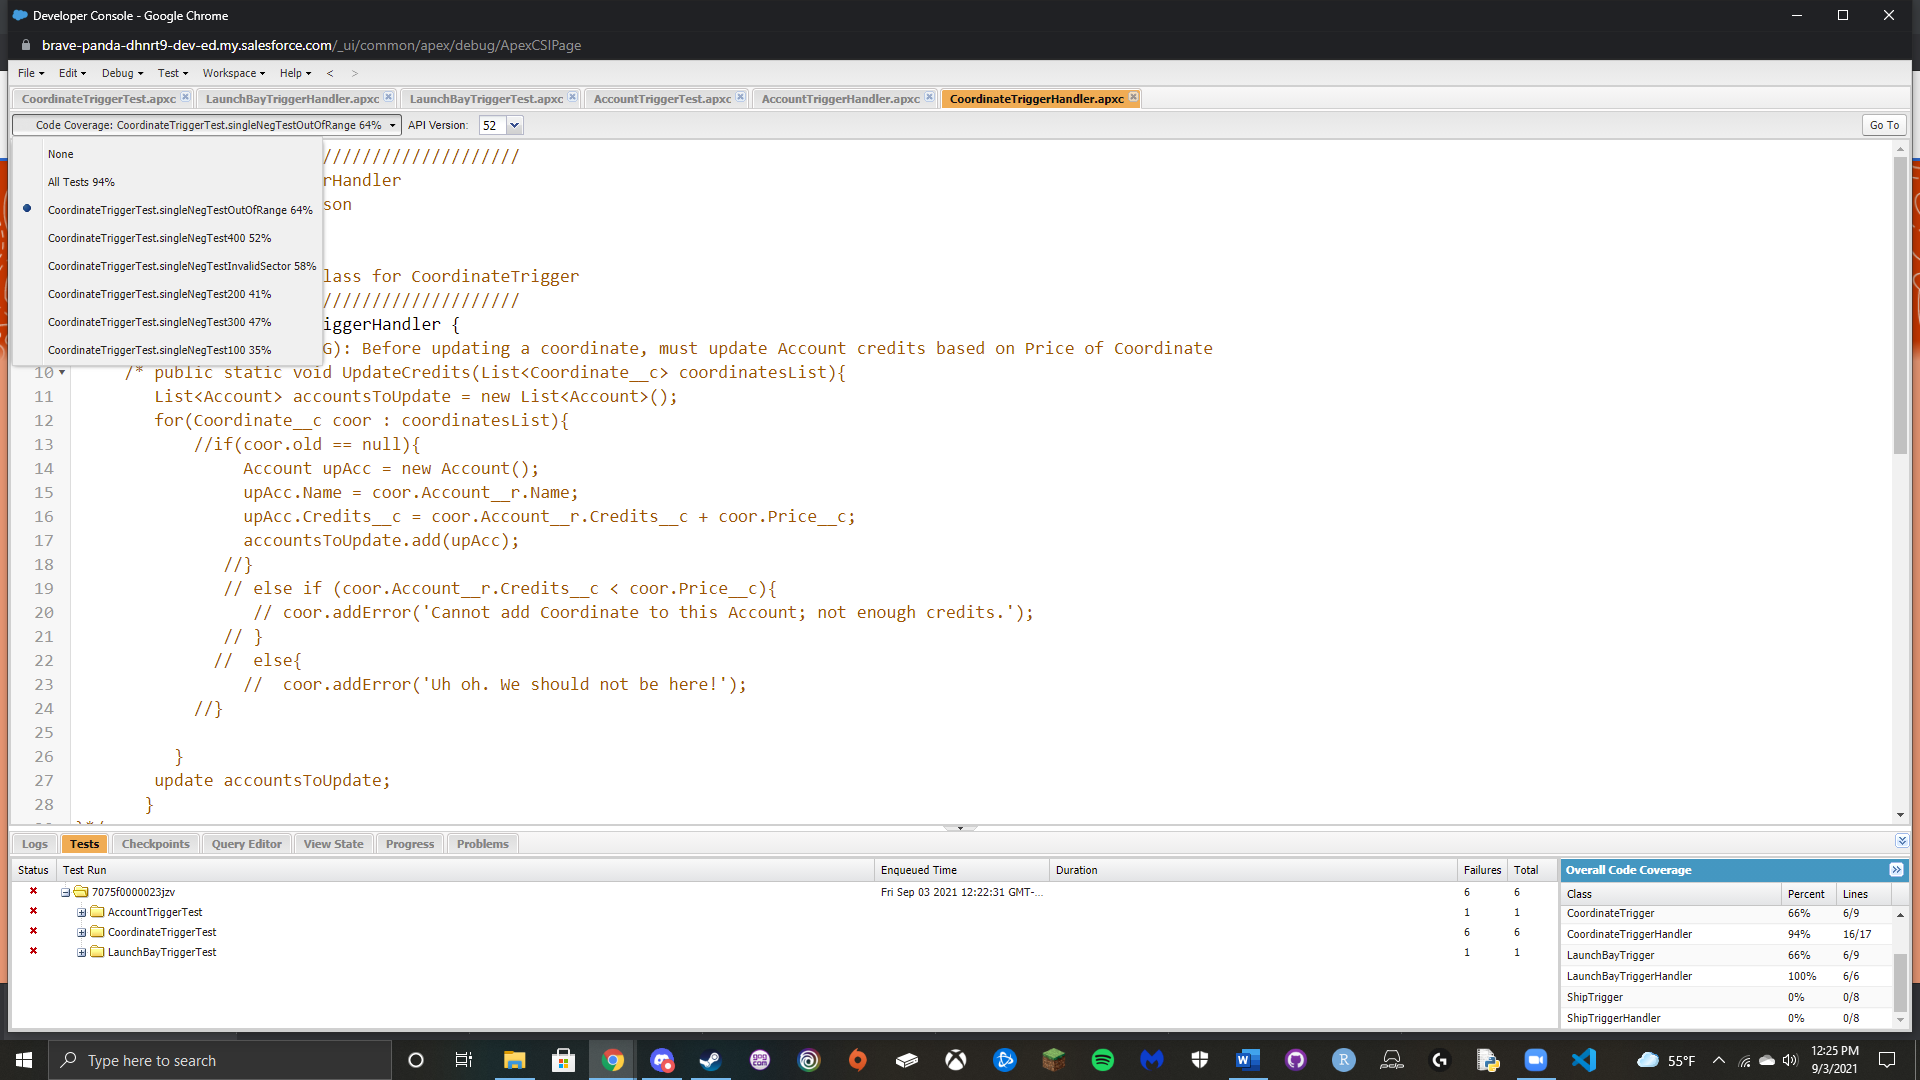 Developer Console - Google Chrome
brave-panda-dhnrt9-dev-ed.my.salesforce.com/_ui/common/apex/debug/ApexCSIPage
File Edit Debug Test Workspace Help < >
CoordinateTriggerTest.apxc LaunchBayTriggerHandler.apxc LaunchBayTriggerTest.apxc AccountTriggerTest.apxc AccountTriggerHandler.apxc CoordinateTriggerHandler.apxc
Code Coverage: CoordinateTriggerTest.singleNegTestOutOfRange 64% API Version: 52 Go To
None
All Tests 94%
CoordinateTriggerTest.singleNegTestOutOfRange 64%
CoordinateTriggerTest.singleNegTest400 52%
CoordinateTriggerTest.singleNegTestInvalidSector 58%
CoordinateTriggerTest.singleNegTest200 41%
CoordinateTriggerTest.singleNegTest300 47%
CoordinateTriggerTest.singleNegTest100 35%
////////////////////
rHandler
son
lass for CoordinateTrigger
////////////////////
iggerHandler {
G): Before updating a coordinate, must update Account credits based on Price of Coordinate
10 /* public static void UpdateCredits(List<Coordinate__c> coordinatesList){
11 List<Account> accountsToUpdate = new List<Account>();
12 for(Coordinate__c coor : coordinatesList){
13 //if(coor.old == null){
14 Account upAcc = new Account();
15 upAcc.Name = coor.Account__r.Name;
16 upAcc.Credits__c = coor.Account__r.Credits__c + coor.Price__c;
17 accountsToUpdate.add(upAcc);
18 //}
19 // else if (coor.Account__r.Credits__c < coor.Price__c){
20 // coor.addError('Cannot add Coordinate to this Account; not enough credits.');
21 // }
22 // else{
23 // coor.addError('Uh oh. We should not be here!');
24 //}
25
26 }
27 update accountsToUpdate;
28 }
Logs Tests Checkpoints Query Editor View State Progress Problems
Status Test Run Enqueued Time Duration Failures Total
7075f0000023jzv Fri Sep 03 2021 12:22:31 GMT-... 6 6
AccountTriggerTest 1 1
CoordinateTriggerTest 6 6
LaunchBayTriggerTest 1 1
Overall Code Coverage
Class Percent Lines
CoordinateTrigger 66% 6/9
CoordinateTriggerHandler 94% 16/17
LaunchBayTrigger 66% 6/9
LaunchBayTriggerHandler 100% 6/6
ShipTrigger 0% 0/8
ShipTriggerHandler 0% 0/8
Type here to search
55°F
12:25 PM
9/3/2021